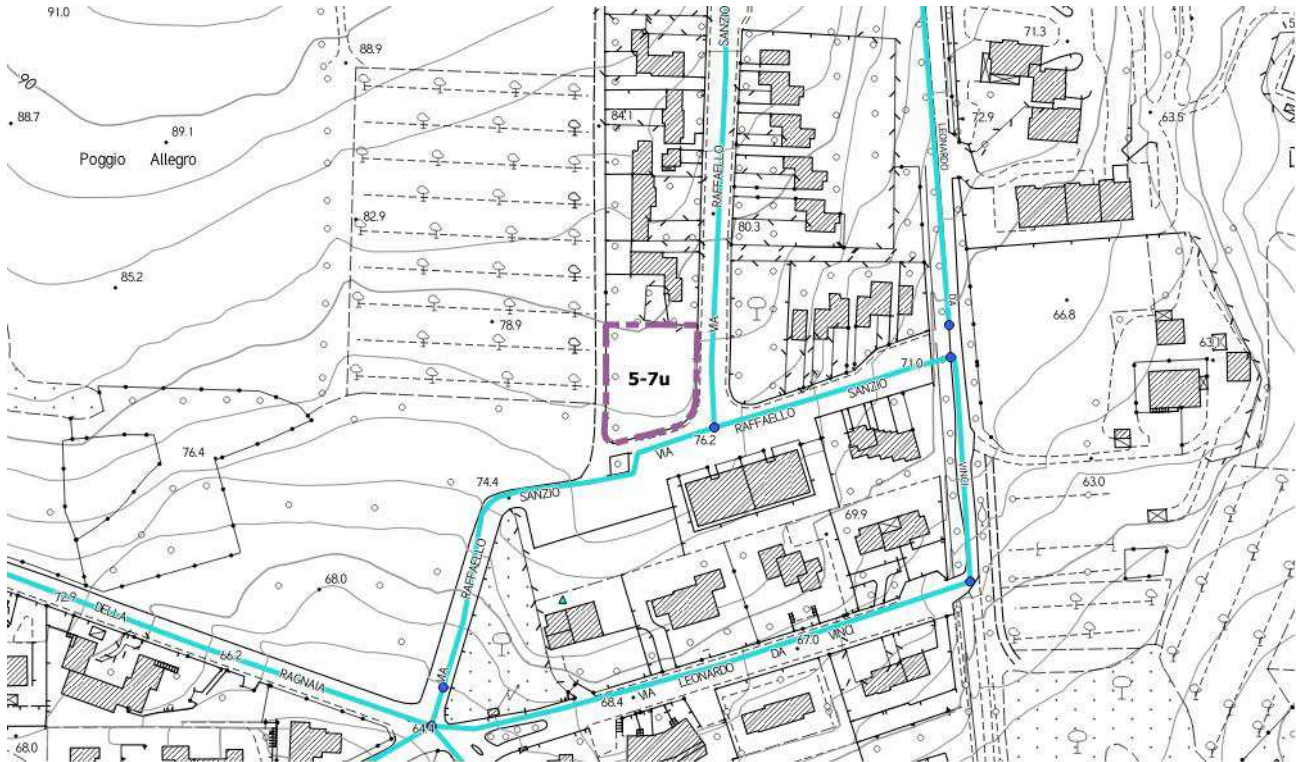 91.0
88.9
90
88.7
89.1
Poggio Allegro
84.1
82.9
85.2
78.9
SANZIO
RAFFAELLO
VIA
80.3
71.3
72.9
63.5
LEONARDO
DA
VINCI
66.8
71.0
5-7u
VIA RAFFAELLO SANZIO
76.2
76.4
74.4
SANZIO
RAFFAELLO
VIA
69.9
63.0
68.0
72.9
DELLA
66.2
RAGNAIA
64.4
68.4
VIA LEONARDO DA VINCI
67.0
68.0